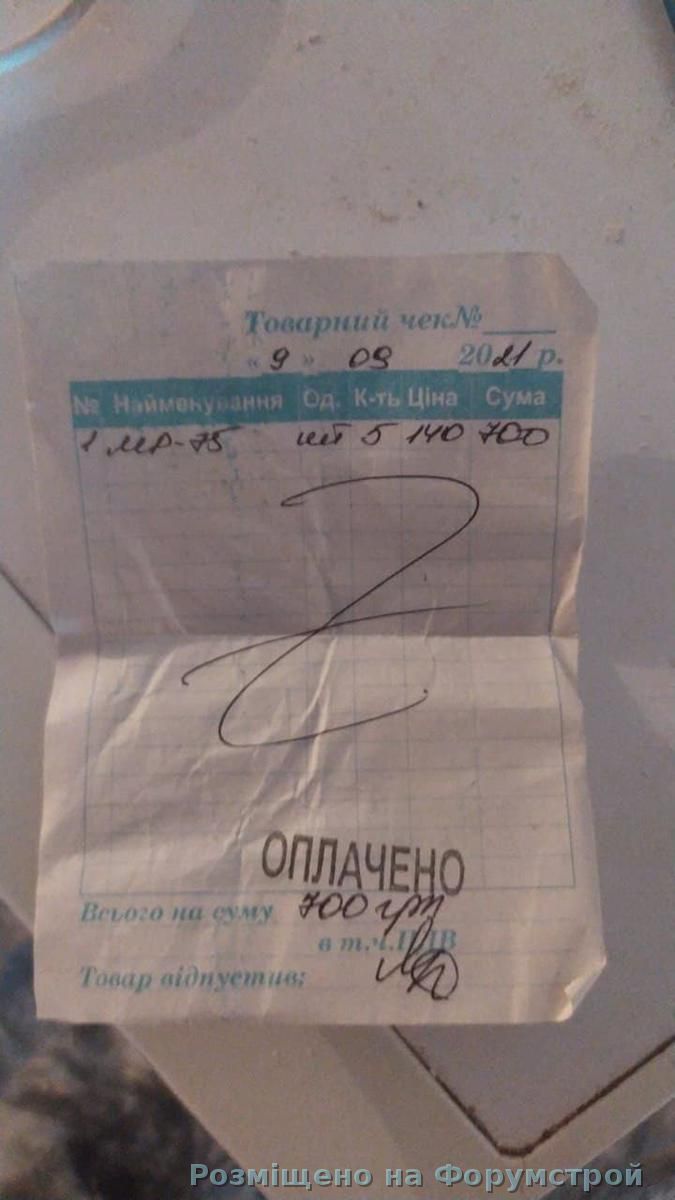 Товарний чек№
« 9 » 09 2021 р.
№ Найменування Од. К-ть Ціна Сума
1 МР-75 шт 5 140 700
ОПЛАЧЕНО
Всього на суму 700 грн
в т.ч.ПДВ
Товар відпустив:
Розміщено на Форумстрой